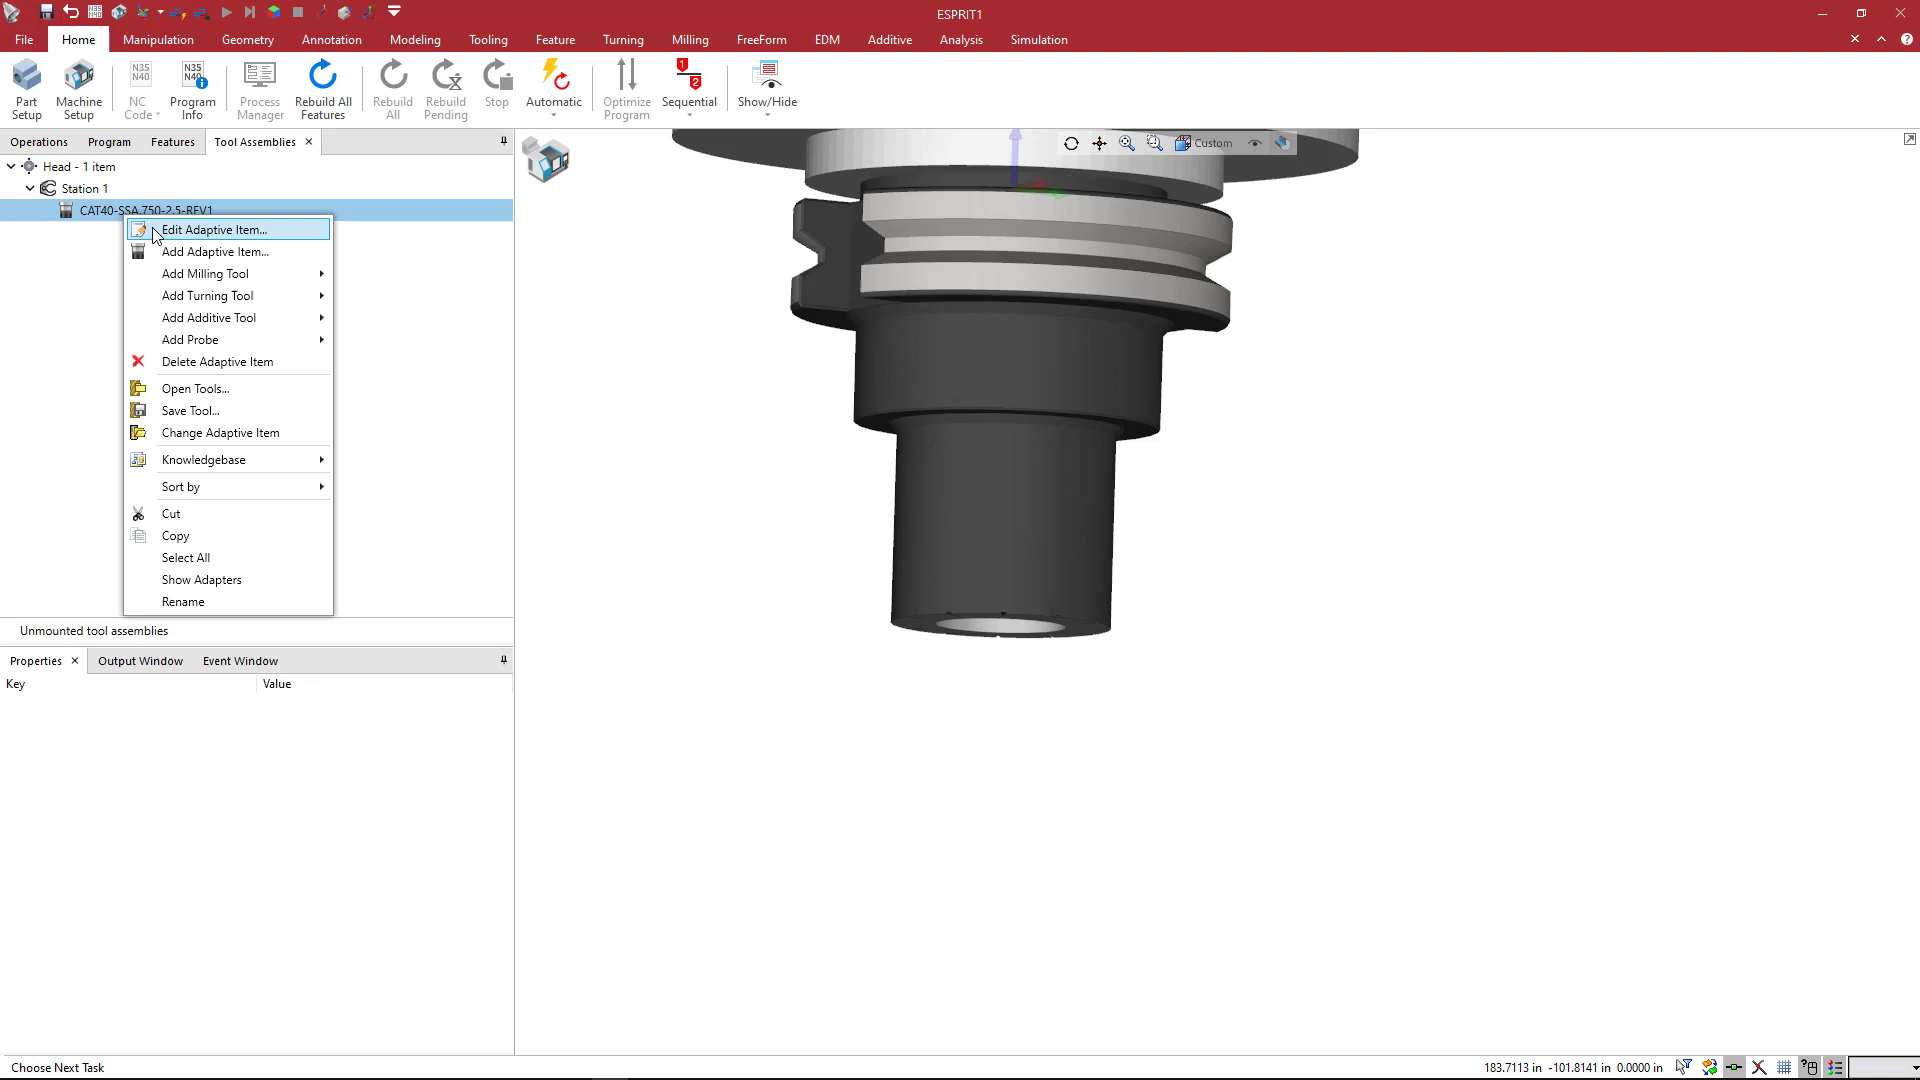 ESPRIT1
File Home Manipulation Geometry Annotation Modeling Tooling Feature Turning Milling FreeForm EDM Additive Analysis Simulation
Part Setup Machine Setup NC Code Program Info Process Manager Rebuild All Features Rebuild All Rebuild Pending Stop Automatic Optimize Program Sequential Show/Hide
Operations Program Features Tool Assemblies
Custom
Head - 1 item
Station 1
CAT40-SSA.750-2.5-REV1
Edit Adaptive Item...
Add Adaptive Item...
Add Milling Tool
Add Turning Tool
Add Additive Tool
Add Probe
Delete Adaptive Item
Open Tools...
Save Tool...
Change Adaptive Item
Knowledgebase
Sort by
Cut
Copy
Select All
Show Adapters
Rename
Unmounted tool assemblies
Properties Output Window Event Window
Key Value
Choose Next Task 183.7113 in -101.8141 in 0.0000 in